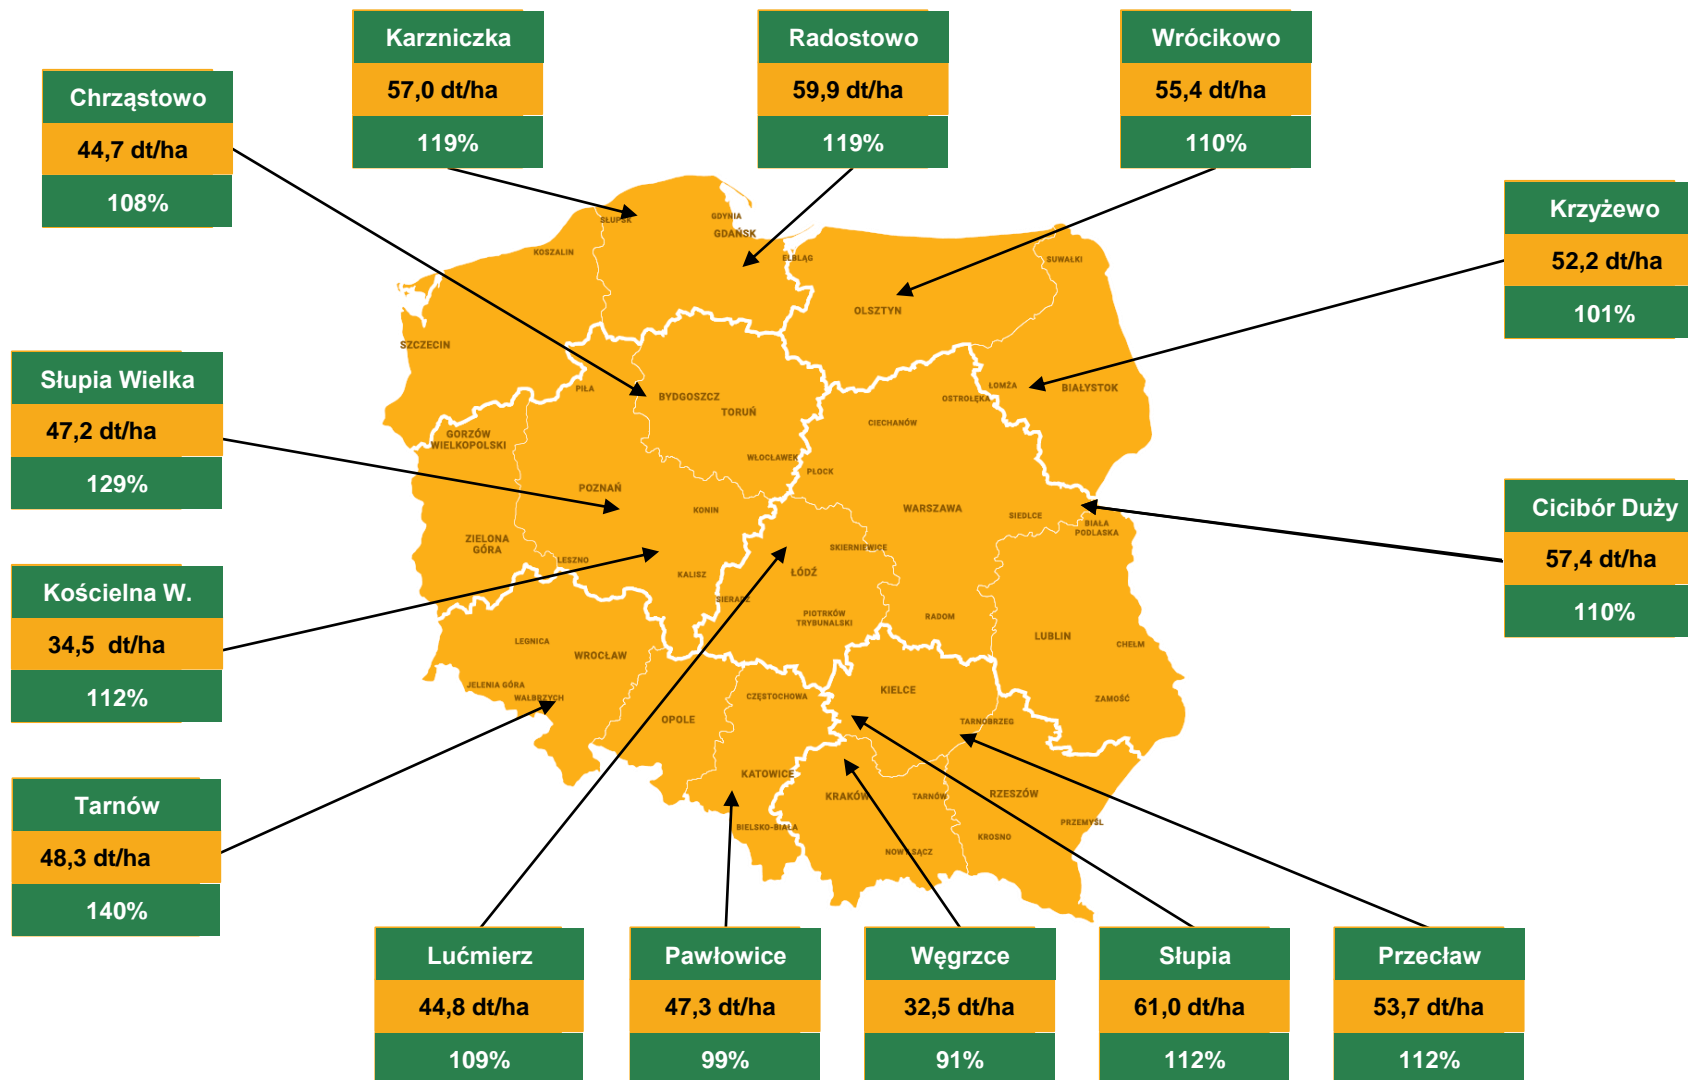 Karzniczka
57,0 dt/ha
119%
Radostowo
59,9 dt/ha
119%
Wrócikowo
55,4 dt/ha
110%
Chrząstowo
44,7 dt/ha
108%
Krzyżewo
52,2 dt/ha
101%
Słupia Wielka
47,2 dt/ha
129%
Cicibór Duży
57,4 dt/ha
110%
Kościelna W.
34,5 dt/ha
112%
Tarnów
48,3 dt/ha
140%
Lućmierz
44,8 dt/ha
109%
Pawłowice
47,3 dt/ha
99%
Węgrzce
32,5 dt/ha
91%
Słupia
61,0 dt/ha
112%
Przecław
53,7 dt/ha
112%
SŁUPSK
GDYNIA
GDAŃSK
KOSZALIN
ELBLĄG
SUWAŁKI
OLSZTYN
SZCZECIN
PIŁA
BYDGOSZCZ
TORUŃ
ŁOMŻA
BIAŁYSTOK
OSTROŁĘKA
CIECHANÓW
GORZÓW
WIELKOPOLSKI
WŁOCŁAWEK
PŁOCK
POZNAŃ
KONIN
WARSZAWA
SIEDLCE
BIAŁA
PODLASKA
ZIELONA
GÓRA
LESZNO
SKIERNIEWICE
KALISZ
ŁÓDŹ
SIERADZ
PIOTRKÓW
TRYBUNALSKI
RADOM
LUBLIN
CHEŁM
LEGNICA
WROCŁAW
JELENIA GÓRA
WAŁBRZYCH
CZĘSTOCHOWA
KIELCE
ZAMOŚĆ
OPOLE
TARNOBRZEG
KATOWICE
KRAKÓW
TARNÓW
RZESZÓW
BIELSKO-BIAŁA
PRZEMYŚL
KROSNO
NOWY SĄCZ